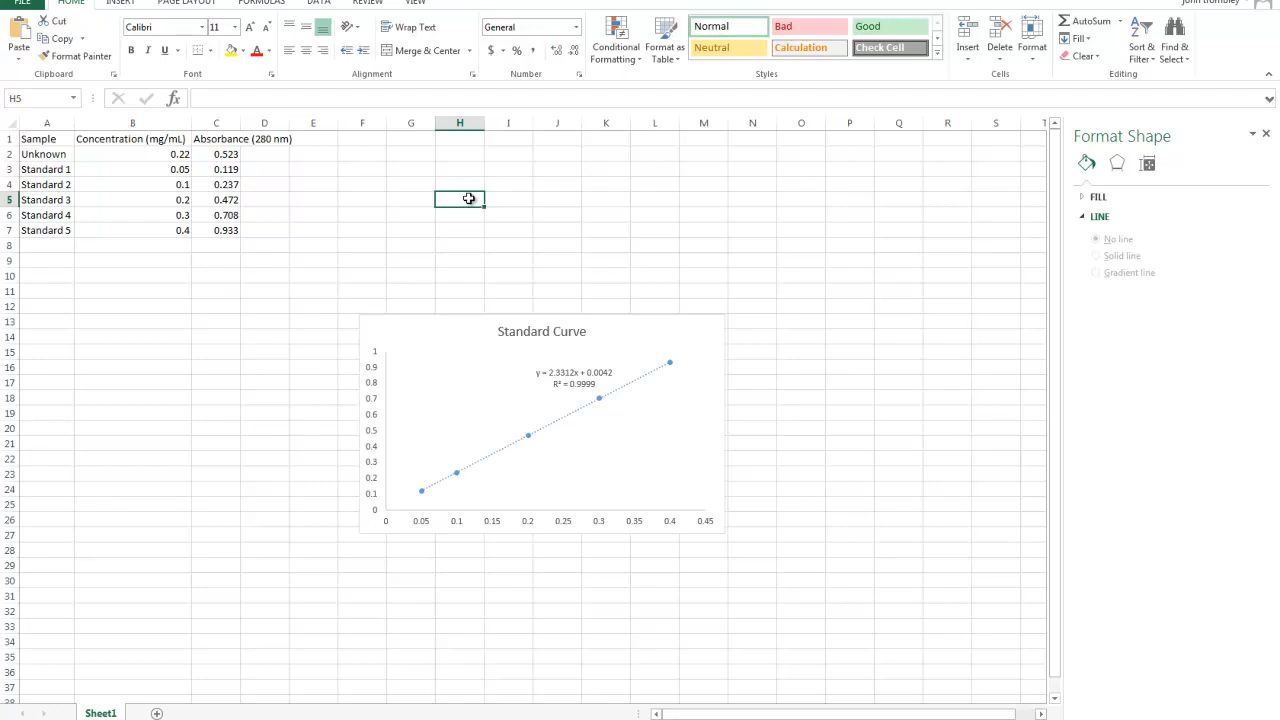 FILE HOME INSERT PAGE LAYOUT FORMULAS DATA REVIEW VIEW John Trombley
Paste
Cut
Copy
Format Painter
Clipboard
Calibri 11
B I U
Font
Wrap Text
Merge & Center
Alignment
General
$ %
Number
Conditional Formatting
Format as Table
Normal Bad Good
Neutral Calculation Check Cell
Styles
Insert Delete Format
Cells
AutoSum
Fill
Clear
Sort & Filter
Find & Select
Editing
H5 fx
A B C D E F G H I J K L M N O P Q R S T
1 Sample Concentration (mg/mL) Absorbance (280 nm)
2 Unknown 0.22 0.523
3 Standard 1 0.05 0.119
4 Standard 2 0.1 0.237
5 Standard 3 0.2 0.472
6 Standard 4 0.3 0.708
7 Standard 5 0.4 0.933
8
9
10
11
12
13
14
15
16
17
18
19
20
21
22
23
24
25
26
27
28
29
30
31
32
33
34
35
36
37
38
Standard Curve
y = 2.3312x + 0.0042
R² = 0.9999
1
0.9
0.8
0.7
0.6
0.5
0.4
0.3
0.2
0.1
0
0 0.05 0.1 0.15 0.2 0.25 0.3 0.35 0.4 0.45
Format Shape
FILL
LINE
No line
Solid line
Gradient line
Sheet1